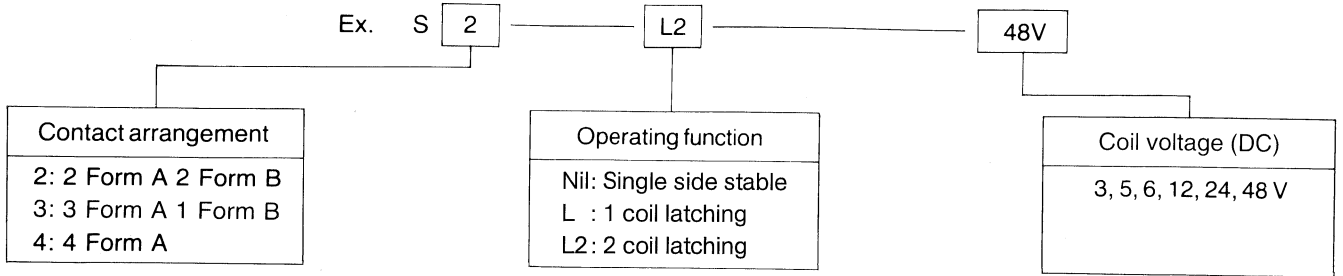 Ex. S 2 L2 48V
Contact arrangement
2: 2 Form A 2 Form B
3: 3 Form A 1 Form B
4: 4 Form A
Operating function
Nil: Single side stable
L : 1 coil latching
L2: 2 coil latching
Coil voltage (DC)
3, 5, 6, 12, 24, 48 V